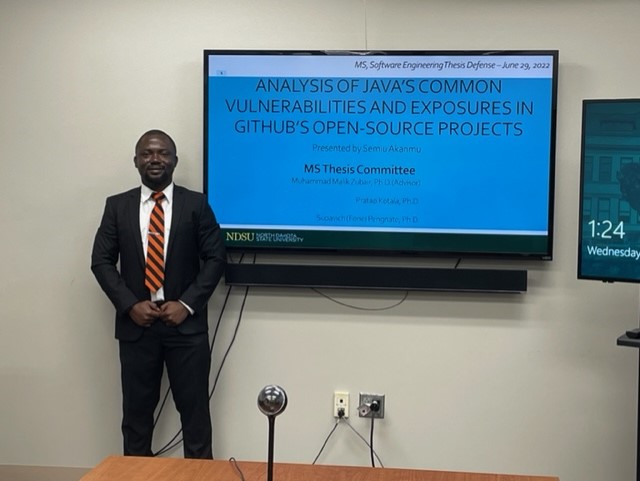 MS, Software Engineering Thesis Defense – June 29, 2022
ANALYSIS OF JAVA'S COMMON
VULNERABILITIES AND EXPOSURES IN
GITHUB'S OPEN-SOURCE PROJECTS
Presented by Semiu Akanmu
MS Thesis Committee
Muhammad Malik Ph.D (Advisor)
Pratap Kotala, Ph.D
Ph.D
NDSU NORTH DAKOTA
STATE UNIVERSITY
1:24
Wednesday